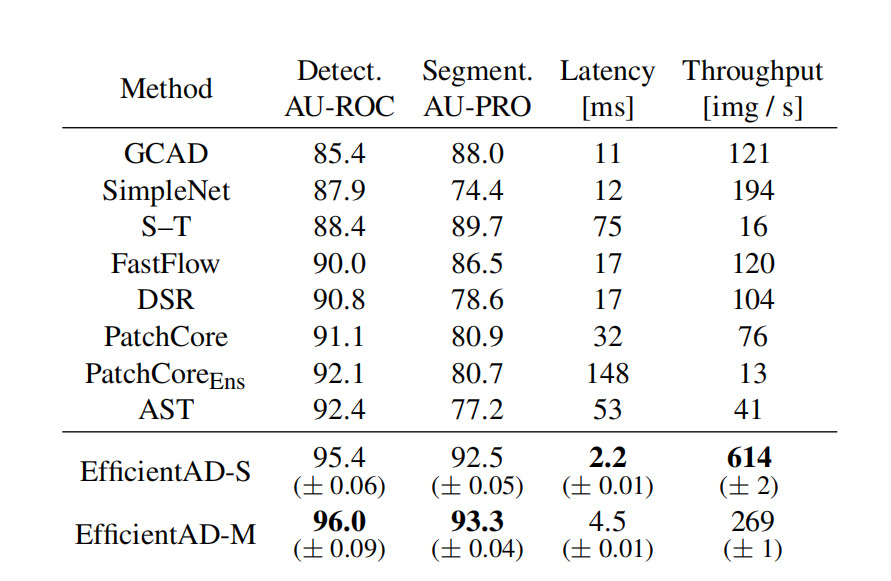 Method Detect. AU-ROC Segment. AU-PRO Latency [ms] Throughput [img / s]
GCAD 85.4 88.0 11 121
SimpleNet 87.9 74.4 12 194
S–T 88.4 89.7 75 16
FastFlow 90.0 86.5 17 120
DSR 90.8 78.6 17 104
PatchCore 91.1 80.9 32 76
PatchCoreEns 92.1 80.7 148 13
AST 92.4 77.2 53 41
EfficientAD-S 95.4 (± 0.06) 92.5 (± 0.05) 2.2 (± 0.01) 614 (± 2)
EfficientAD-M 96.0 (± 0.09) 93.3 (± 0.04) 4.5 (± 0.01) 269 (± 1)